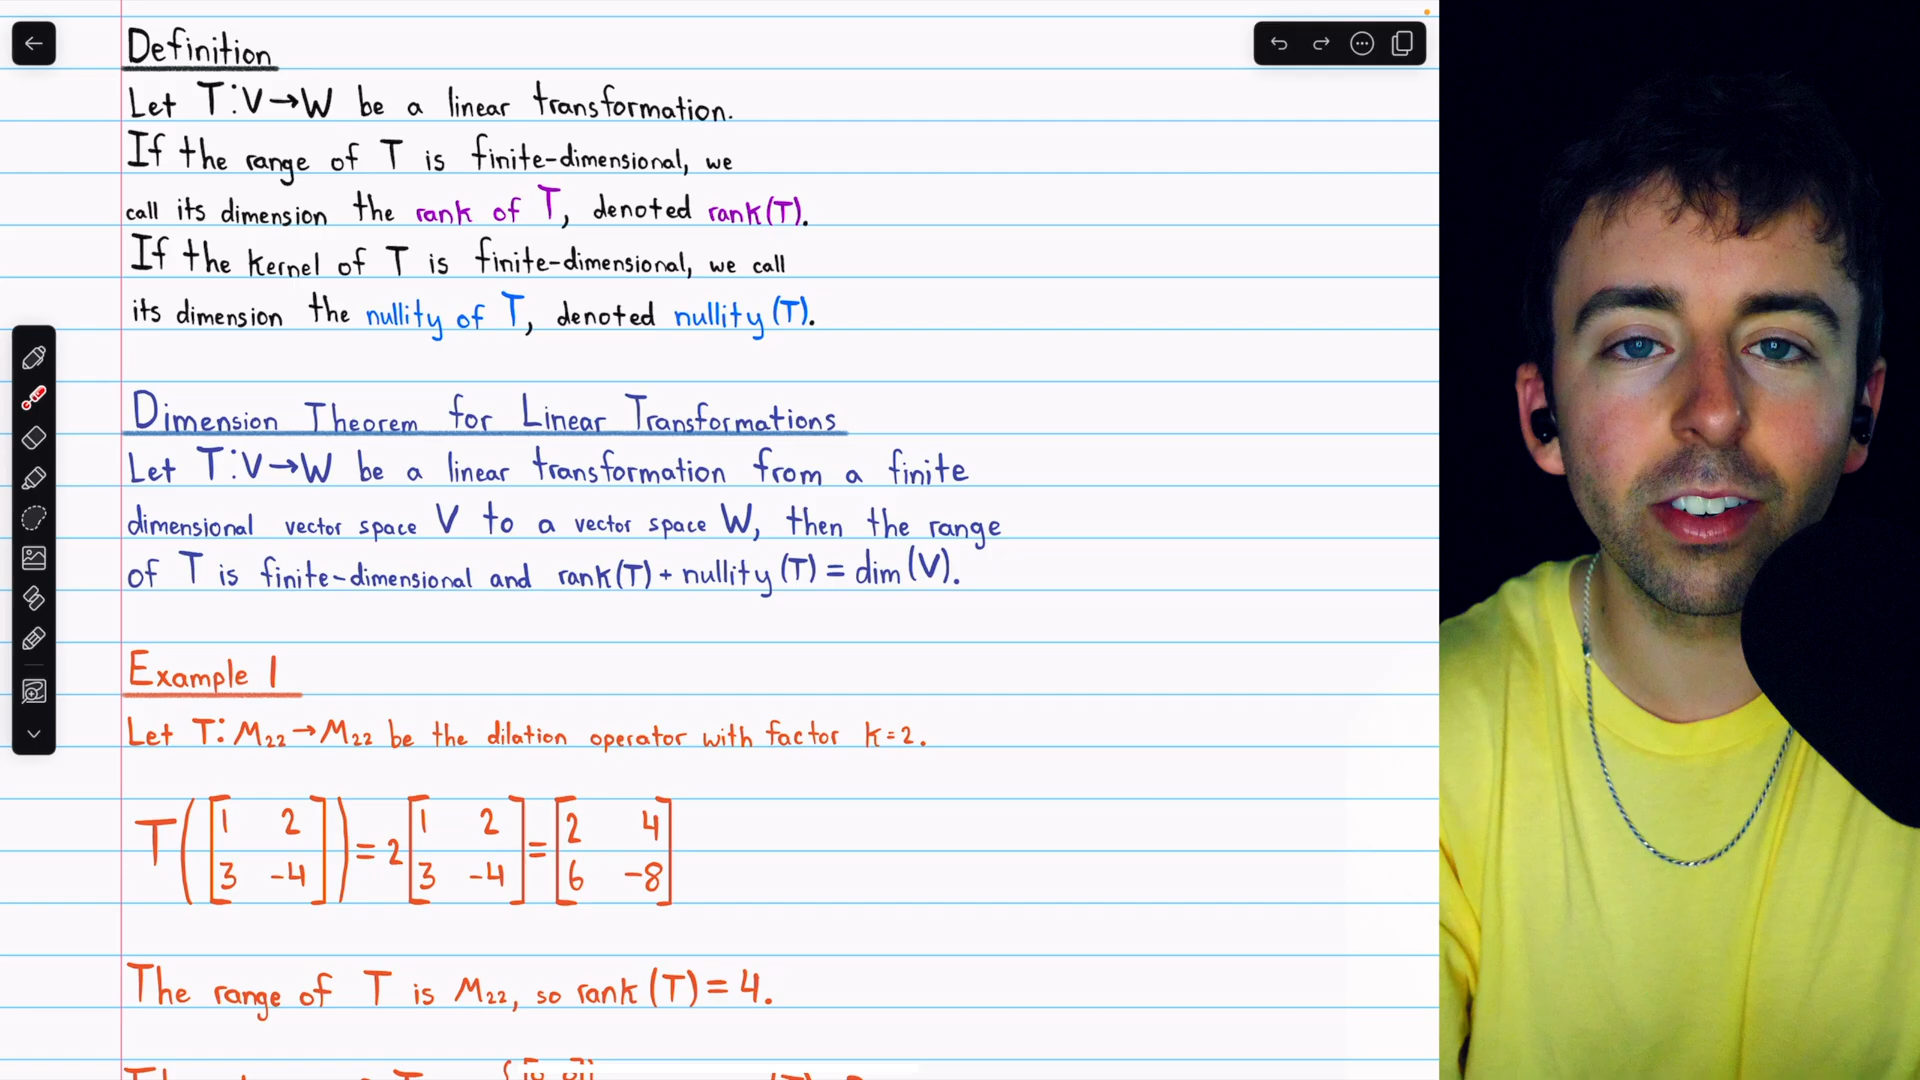 Definition
Let T:V→W be a linear transformation.
If the range of T is finite-dimensional, we
call its dimension the rank of T, denoted rank(T).
If the kernel of T is finite-dimensional, we call
its dimension the nullity of T, denoted nullity(T).
Dimension Theorem for Linear Transformations
Let T:V→W be a linear transformation from a finite
dimensional vector space V to a vector space W, then the range
of T is finite-dimensional and rank(T)+nullity(T)=dim(V).
Example 1
Let T: M₂₂→M₂₂ be the dilation operator with factor k=2.
T([1 2; 3 -4]) = 2[1 2; 3 -4] = [2 4; 6 -8]
The range of T is M₂₂, so rank(T)=4.